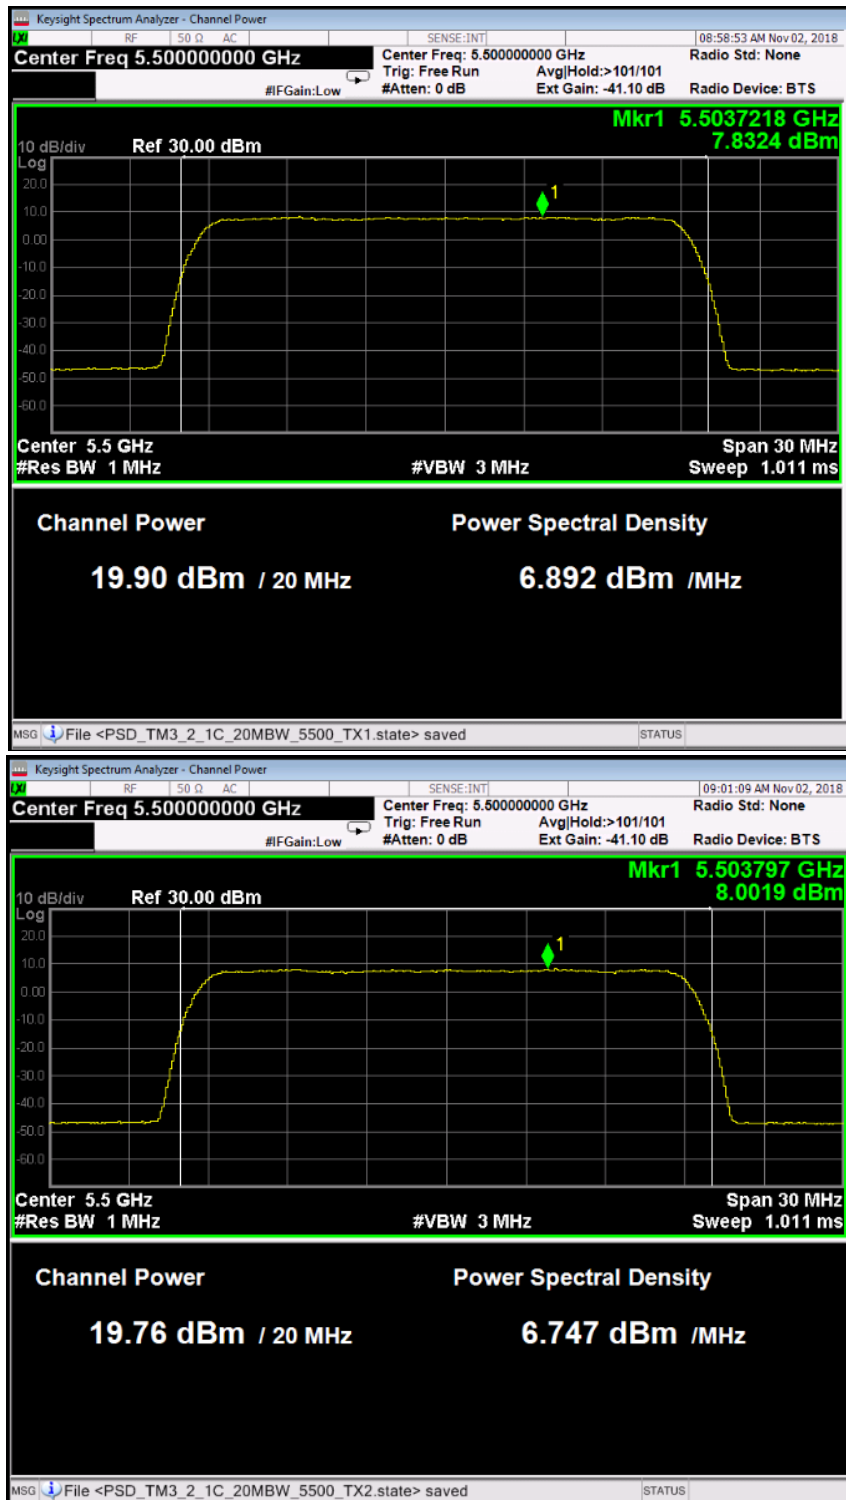 Keysight Spectrum Analyzer - Channel Power
LXI RF 50 Ω AC SENSE:INT 08:58:53 AM Nov 02, 2018
Center Freq 5.500000000 GHz Center Freq: 5.500000000 GHz Radio Std: None
Trig: Free Run Avg|Hold:>101/101
#IFGain:Low #Atten: 0 dB Ext Gain: -41.10 dB Radio Device: BTS
Mkr1 5.5037218 GHz
10 dB/div Ref 30.00 dBm 7.8324 dBm
Log
20.0
1
10.0
0.00
-10.0
-20.0
-30.0
-40.0
-50.0
-60.0
Center 5.5 GHz Span 30 MHz
#Res BW 1 MHz #VBW 3 MHz Sweep 1.011 ms
Channel Power Power Spectral Density
19.90 dBm / 20 MHz 6.892 dBm /MHz
MSG File <PSD_TM3_2_1C_20MBW_5500_TX1.state> saved STATUS
Keysight Spectrum Analyzer - Channel Power
LXI RF 50 Ω AC SENSE:INT 09:01:09 AM Nov 02, 2018
Center Freq 5.500000000 GHz Center Freq: 5.500000000 GHz Radio Std: None
Trig: Free Run Avg|Hold:>101/101
#IFGain:Low #Atten: 0 dB Ext Gain: -41.10 dB Radio Device: BTS
Mkr1 5.503797 GHz
10 dB/div Ref 30.00 dBm 8.0019 dBm
Log
20.0
1
10.0
0.00
-10.0
-20.0
-30.0
-40.0
-50.0
-60.0
Center 5.5 GHz Span 30 MHz
#Res BW 1 MHz #VBW 3 MHz Sweep 1.011 ms
Channel Power Power Spectral Density
19.76 dBm / 20 MHz 6.747 dBm /MHz
MSG File <PSD_TM3_2_1C_20MBW_5500_TX2.state> saved STATUS